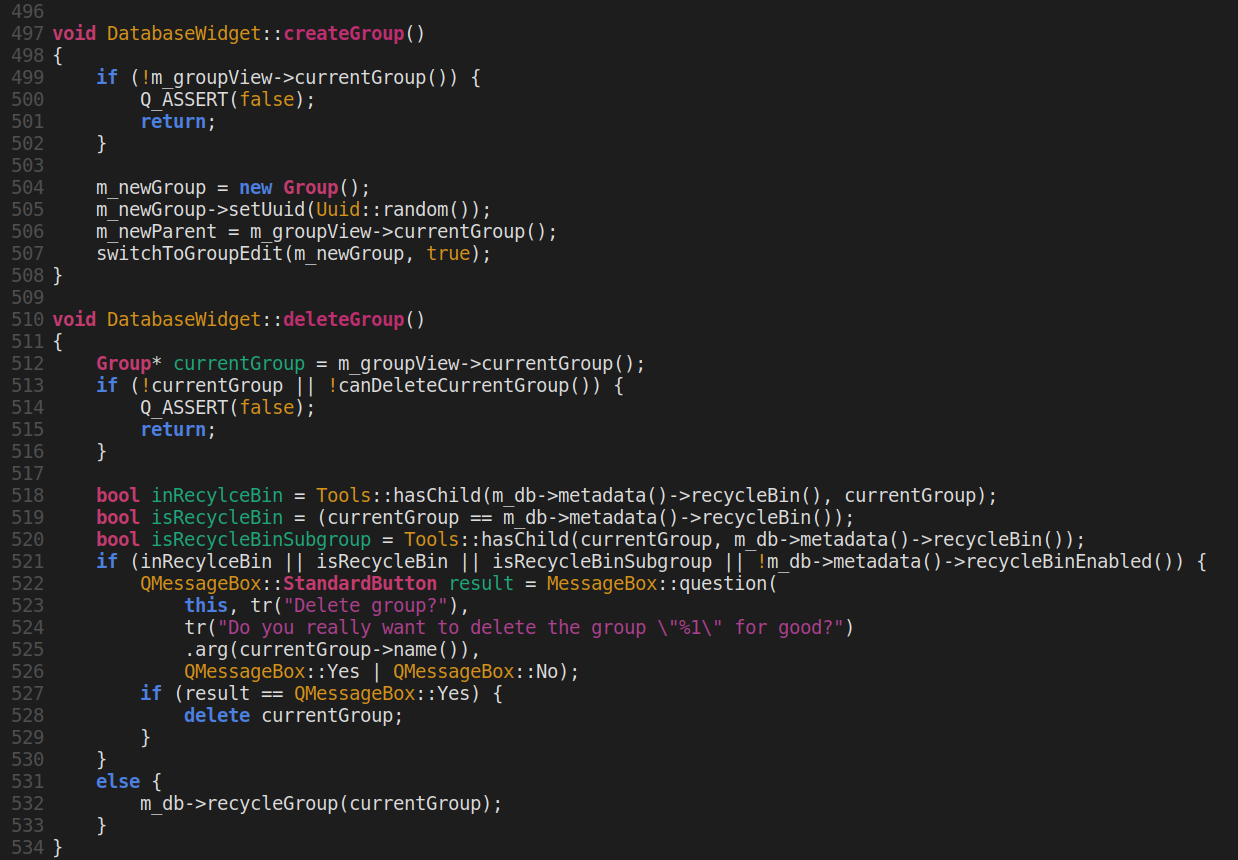 496
497 void DatabaseWidget::createGroup()
498 {
499     if (!m_groupView->currentGroup()) {
500         Q_ASSERT(false);
501         return;
502     }
503
504     m_newGroup = new Group();
505     m_newGroup->setUuid(Uuid::random());
506     m_newParent = m_groupView->currentGroup();
507     switchToGroupEdit(m_newGroup, true);
508 }
509
510 void DatabaseWidget::deleteGroup()
511 {
512     Group* currentGroup = m_groupView->currentGroup();
513     if (!currentGroup || !canDeleteCurrentGroup()) {
514         Q_ASSERT(false);
515         return;
516     }
517
518     bool inRecylceBin = Tools::hasChild(m_db->metadata()->recycleBin(), currentGroup);
519     bool isRecycleBin = (currentGroup == m_db->metadata()->recycleBin());
520     bool isRecycleBinSubgroup = Tools::hasChild(currentGroup, m_db->metadata()->recycleBin());
521     if (inRecylceBin || isRecycleBin || isRecycleBinSubgroup || !m_db->metadata()->recycleBinEnabled()) {
522         QMessageBox::StandardButton result = MessageBox::question(
523             this, tr("Delete group?"),
524             tr("Do you really want to delete the group \"%1\" for good?")
525             .arg(currentGroup->name()),
526             QMessageBox::Yes | QMessageBox::No);
527         if (result == QMessageBox::Yes) {
528             delete currentGroup;
529         }
530     }
531     else {
532         m_db->recycleGroup(currentGroup);
533     }
534 }